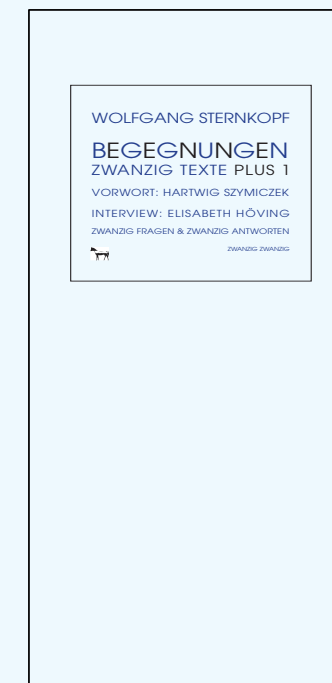 WOLFGANG STERNKOPF
BEGEGNUNGEN
ZWANZIG TEXTE PLUS 1
VORWORT: HARTWIG SZYMICZEK
INTERVIEW: ELISABETH HÖVING
ZWANZIG FRAGEN & ZWANZIG ANTWORTEN
ZWANZIG ZWANZIG